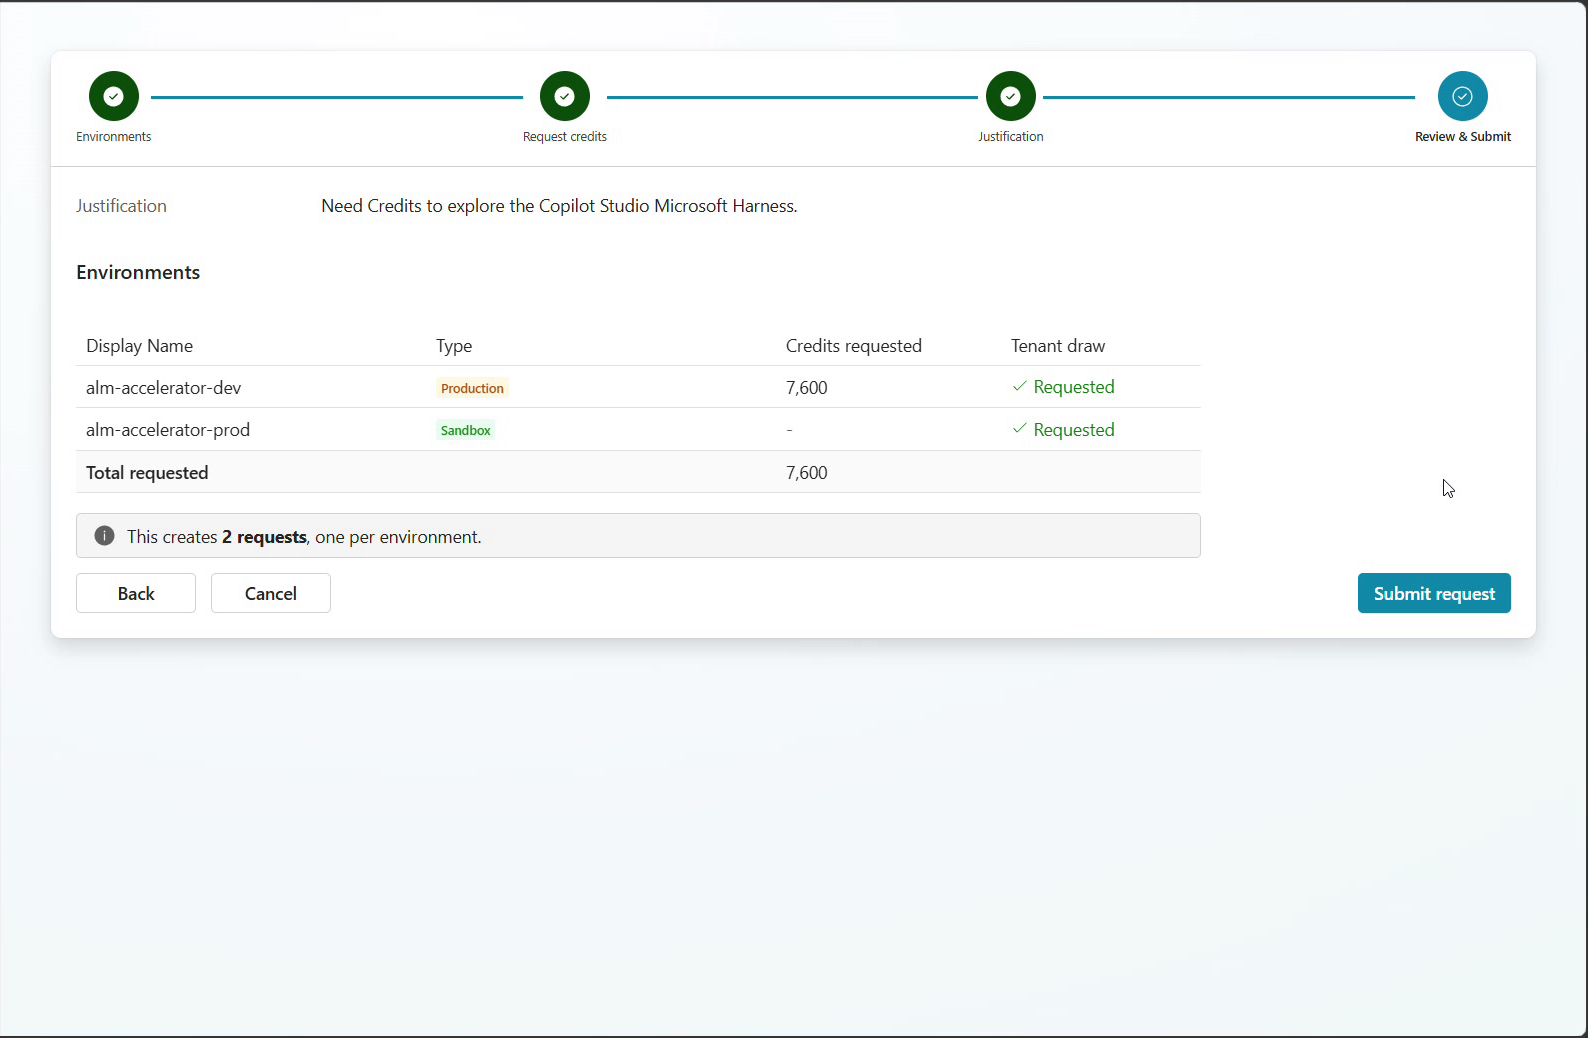 Environments
Request credits
Justification
Review & Submit
Justification Need Credits to explore the Copilot Studio Microsoft Harness.
Environments
Display Name Type Credits requested Tenant draw
alm-accelerator-dev Production 7,600 Requested
alm-accelerator-prod Sandbox - Requested
Total requested 7,600
This creates 2 requests, one per environment.
Back Cancel Submit request